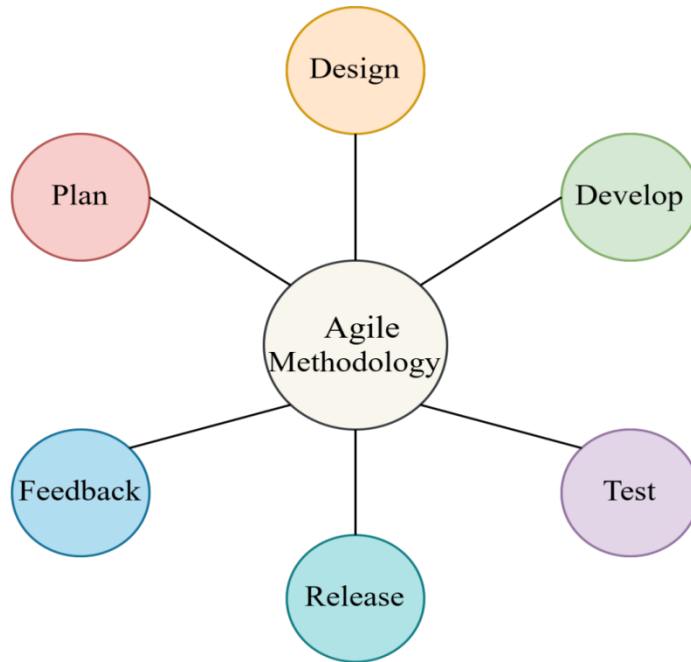 Design
Plan
Develop
Agile
Methodology
Feedback
Test
Release